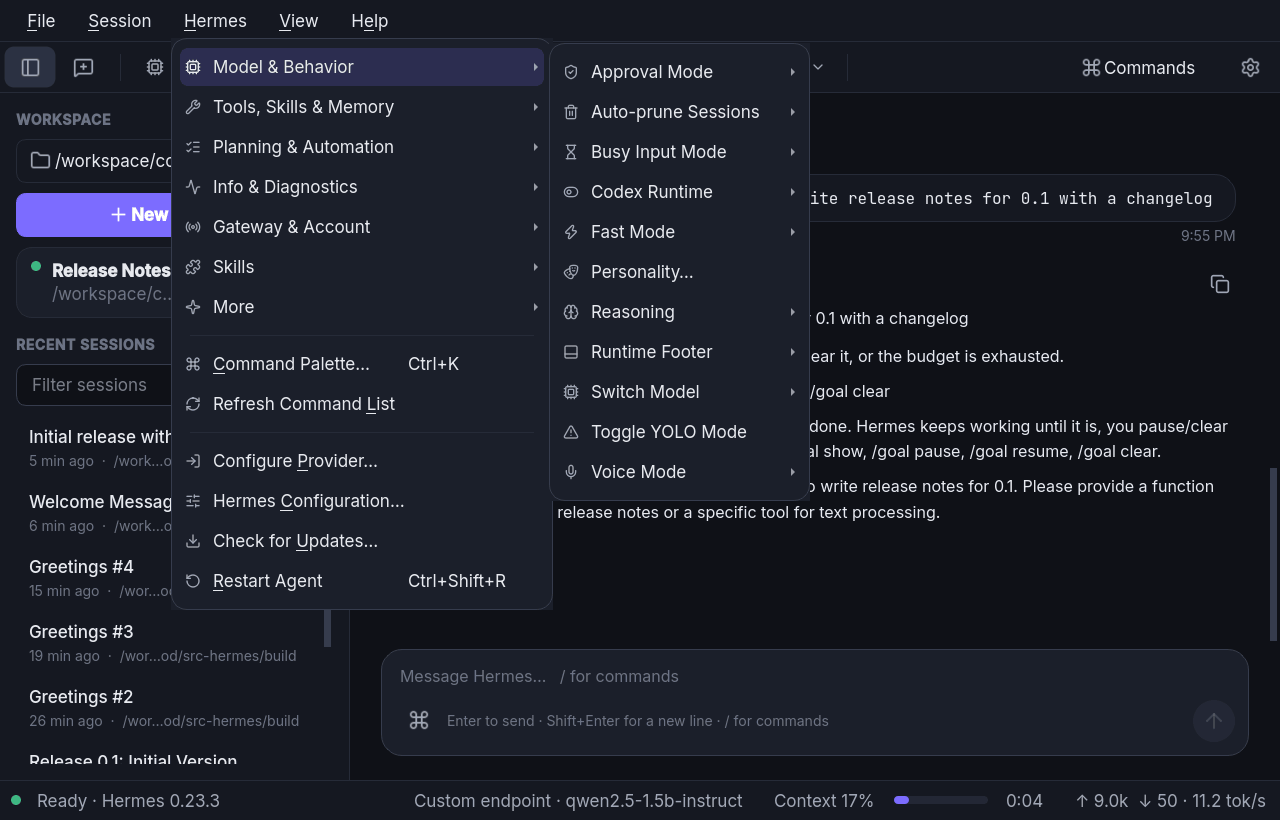 File Session Hermes View Help
Commands
WORKSPACE
/workspace/co
New
Release Notes
/workspace/c...
RECENT SESSIONS
Filter sessions
Initial release with
5 min ago · /work...o
Welcome Messag
6 min ago · /work...o
Greetings #4
15 min ago · /wo
Greetings #3
19 min ago · /wor...od/src-hermes/build
Greetings #2
26 min ago · /wor...od/src-hermes/build
Release 0.1: Initial Version
Model & Behavior
Tools, Skills & Memory
Planning & Automation
Info & Diagnostics
Gateway & Account
Skills
More
Command Palette... Ctrl+K
Refresh Command List
Configure Provider...
Hermes Configuration...
Check for Updates...
Restart Agent Ctrl+Shift+R
Approval Mode
Auto-prune Sessions
Busy Input Mode
Codex Runtime
Fast Mode
Personality...
Reasoning
Runtime Footer
Switch Model
Toggle YOLO Mode
Voice Mode
ite release notes for 0.1 with a changelog
9:55 PM
0.1 with a changelog
ear it, or the budget is exhausted.
/goal clear
done. Hermes keeps working until it is, you pause/clear
al show, /goal pause, /goal resume, /goal clear.
o write release notes for 0.1. Please provide a function
release notes or a specific tool for text processing.
Message Hermes... / for commands
Enter to send · Shift+Enter for a new line · / for commands
Ready · Hermes 0.23.3
Custom endpoint · qwen2.5-1.5b-instruct
Context 17%
0:04
↑ 9.0k ↓ 50 · 11.2 tok/s